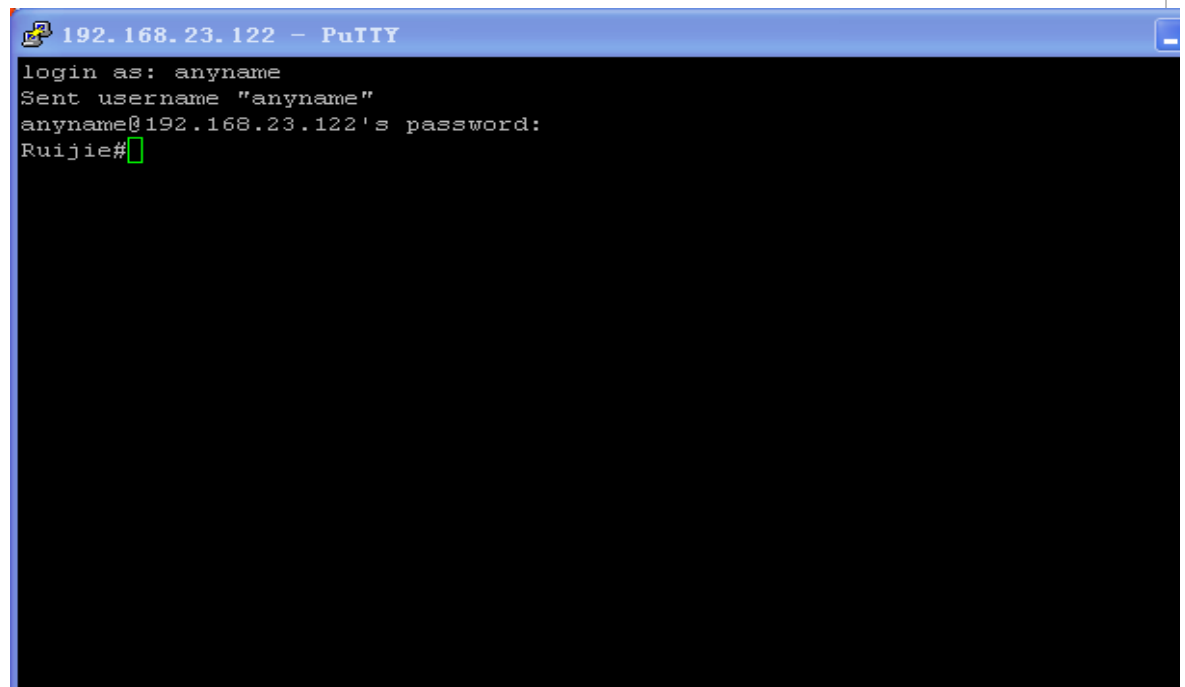 192.168.23.122 - PuTTY
login as: anyname
Sent username "anyname"
anyname@192.168.23.122's password:
Ruijie#